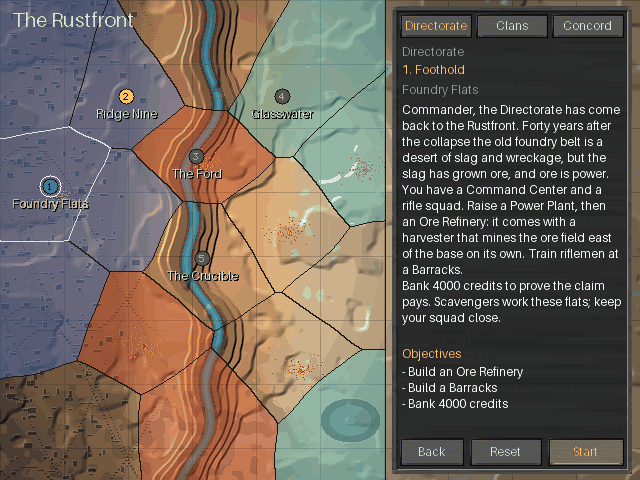 The Rustfront
2
Ridge Nine
4
Glasswater
3
The Ford
1
Foundry Flats
5
The Crucible
Directorate
Clans
Concord
Directorate
1. Foothold
Foundry Flats
Commander, the Directorate has come
back to the Rustfront. Forty years after
the collapse the old foundry belt is a
desert of slag and wreckage, but the
slag has grown ore, and ore is power.
You have a Command Center and a
rifle squad. Raise a Power Plant, then
an Ore Refinery: it comes with a
harvester that mines the ore field east
of the base on its own. Train riflemen at
a Barracks.
Bank 4000 credits to prove the claim
pays. Scavengers work these flats; keep
your squad close.
Objectives
- Build an Ore Refinery
- Build a Barracks
- Bank 4000 credits
Back
Reset
Start